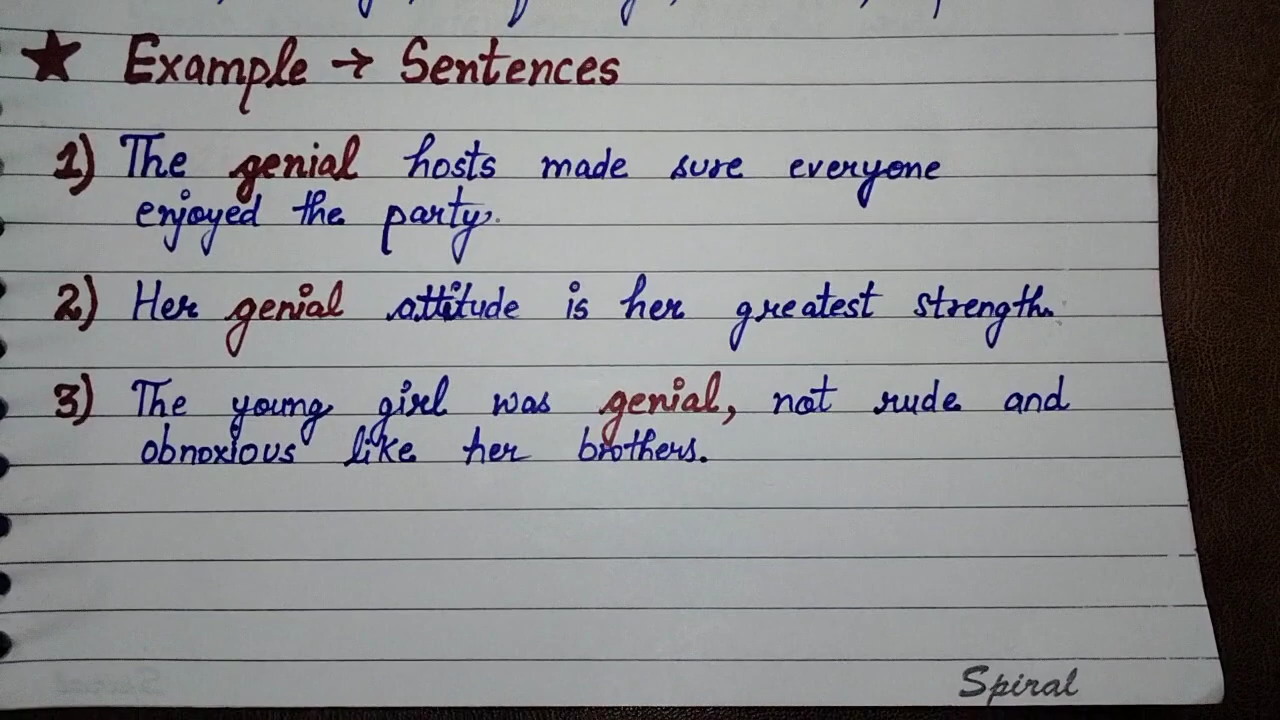 ★ Example → Sentences
1) The genial hosts made sure everyone
enjoyed the party.
2) Her genial attitude is her greatest strength.
3) The young girl was genial, not rude and
obnoxious like her brothers.
Spiral